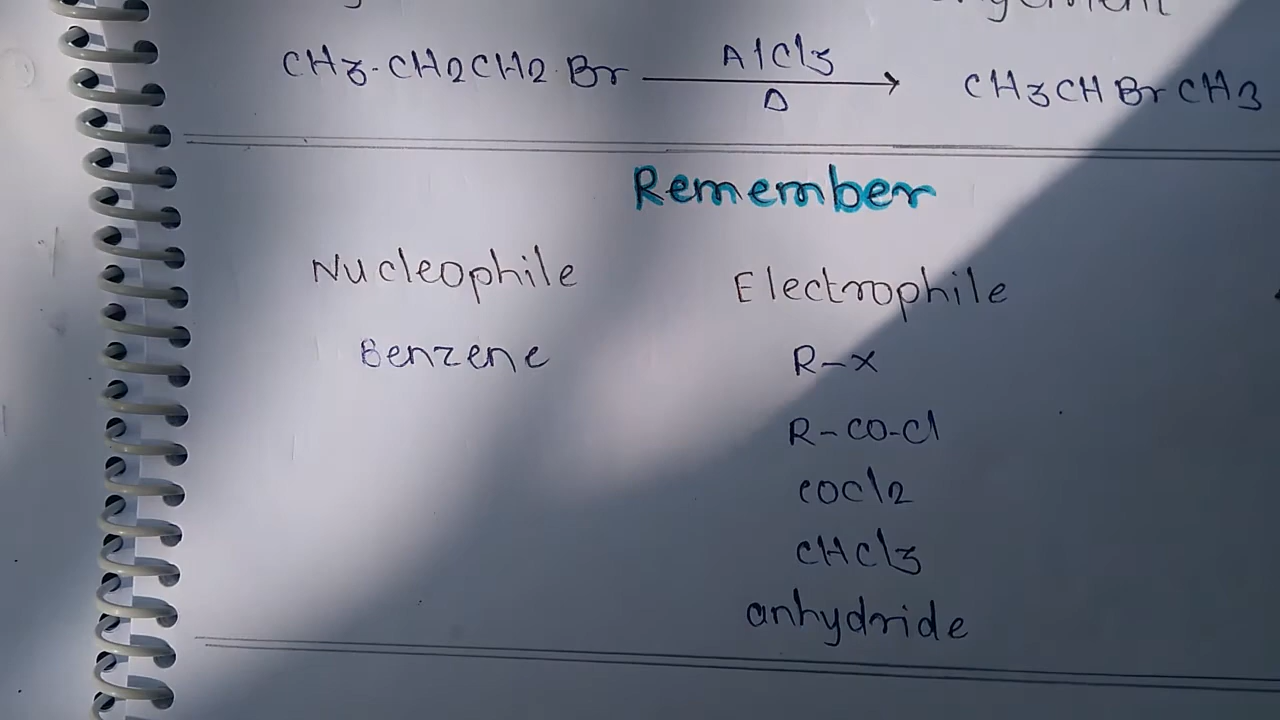 CH3-CH2CH2-Br AlCl3 Δ → CH3CHBrCH3
Remember
Nucleophile Electrophile
Benzene R-X
R-CO-Cl
COCl2
CHCl3
anhydride